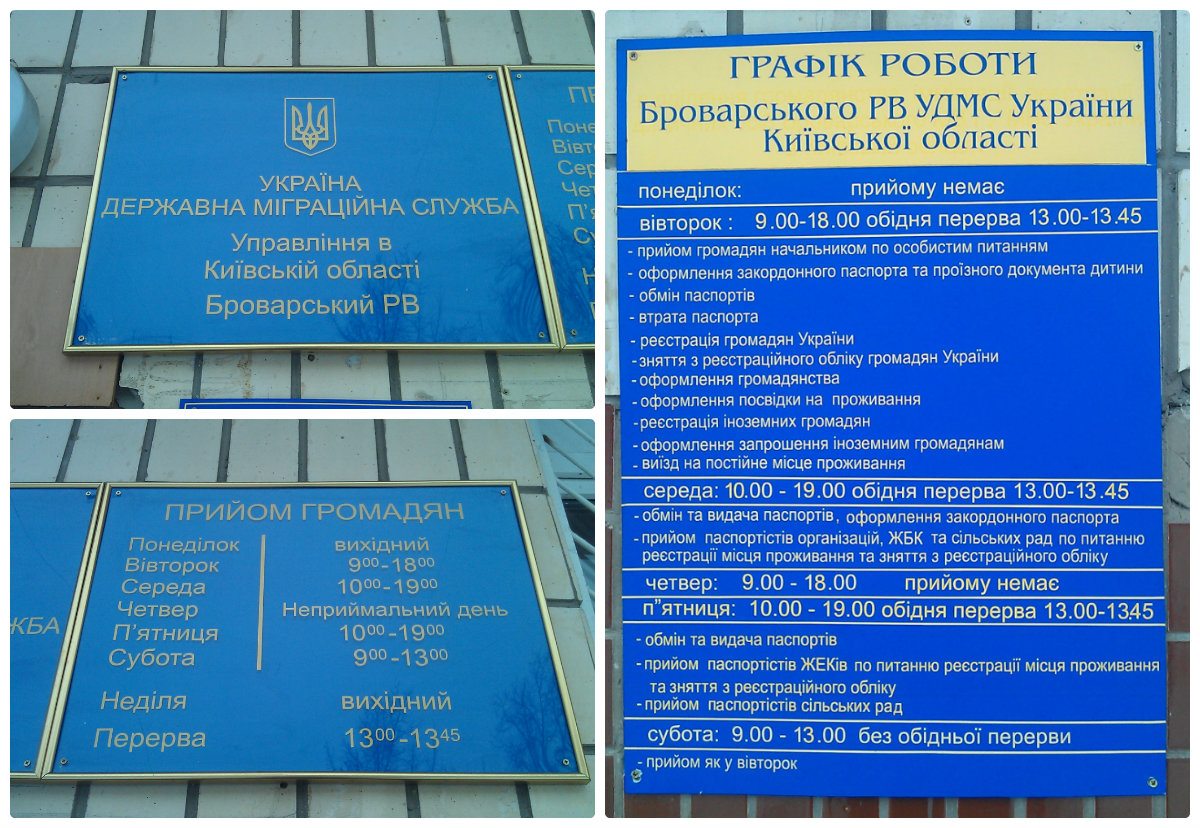 УКРАЇНА
ДЕРЖАВНА МІГРАЦІЙНА СЛУЖБА
Управління в
Київській області
Броварський РВ
ПРИЙОМ ГРОМАДЯН
Понеділок вихідний
Вівторок 9⁰⁰-18⁰⁰
Середа 10⁰⁰-19⁰⁰
Четвер Неприймальний день
П'ятниця 10⁰⁰-19⁰⁰
Субота 9⁰⁰-13⁰⁰
Неділя вихідний
Перерва 13⁰⁰-13⁴⁵
ЖБА
ГРАФІК РОБОТИ
Броварського РВ УДМС України
Київської області
понеділок: прийому немає
вівторок : 9.00-18.00 обідня перерва 13.00-13.45
- прийом громадян начальником по особистим питанням
- оформлення закордонного паспорта та проїзного документа дитини
- обмін паспортів
- втрата паспорта
- реєстрація громадян України
-зняття з реєстраційного обліку громадян України
-оформлення громадянства
-оформлення посвідки на проживання
-реєстрація іноземних громадян
-оформлення запрошення іноземним громадянам
- виїзд на постійне місце проживання
середа: 10.00 - 19.00 обідня перерва 13.00-13.45
- обмін та видача паспортів, оформлення закордонного паспорта
-прийом паспортістів організацій, ЖБК та сільських рад по питанню
реєстрації місця проживання та зняття з реєстраційного обліку
четвер: 9.00 - 18.00 прийому немає
п"ятниця: 10.00 - 19.00 обідня перерва 13.00-13.45
- обмін та видача паспортів
-прийом паспортістів ЖЕКів по питанню реєстрації місця проживання
та зняття з реєстраційного обліку
-прийом паспортістів сільських рад
субота: 9.00 - 13.00 без обідньої перерви
-прийом як у вівторок